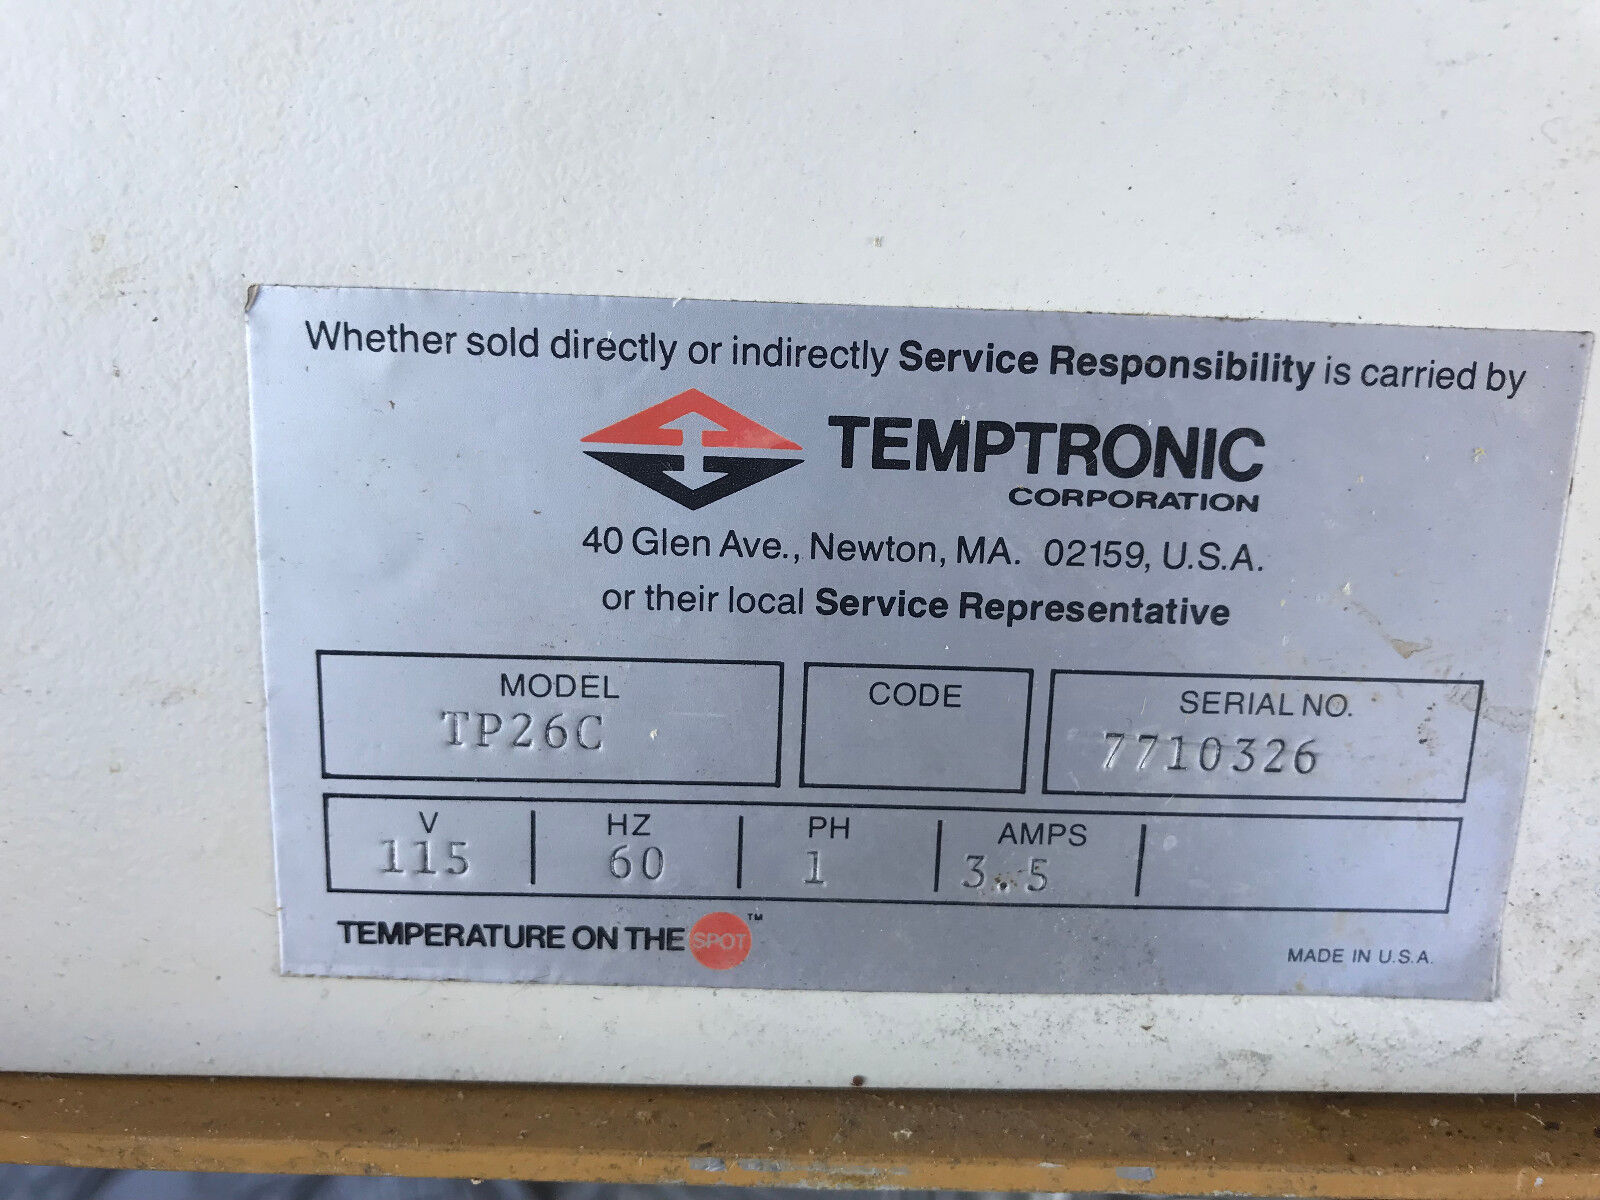 Whether sold directly or indirectly Service Responsibility is carried by
TEMPTRONIC
CORPORATION
40 Glen Ave., Newton, MA. 02159, U.S.A.
or their local Service Representative
MODEL CODE SERIAL NO.
TP26C 7710326
V HZ PH AMPS
115 60 1 3.5
TEMPERATURE ON THE SPOT™
MADE IN U.S.A.